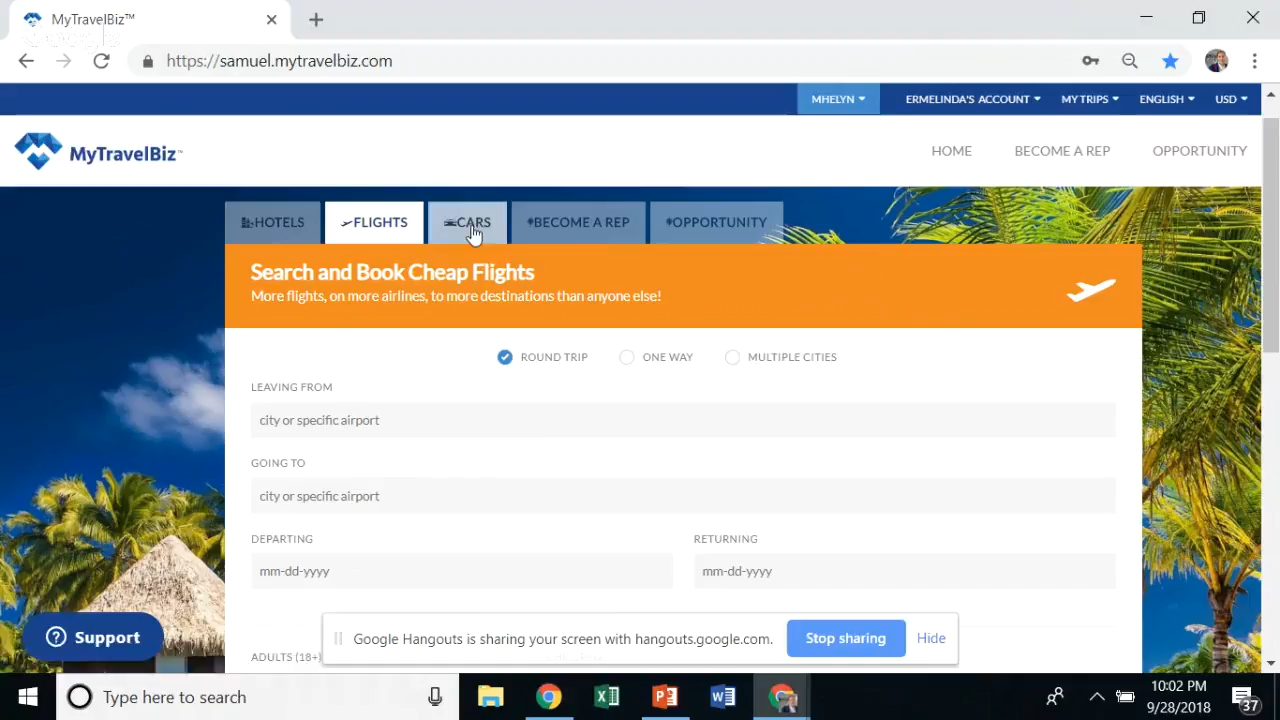 MyTravelBiz™
https://samuel.mytravelbiz.com
MHELYN
ERMELINDA'S ACCOUNT
MY TRIPS
ENGLISH
USD
MyTravelBiz™
HOME
BECOME A REP
OPPORTUNITY
HOTELS
FLIGHTS
CARS
BECOME A REP
OPPORTUNITY
Search and Book Cheap Flights
More flights, on more airlines, to more destinations than anyone else!
ROUND TRIP
ONE WAY
MULTIPLE CITIES
LEAVING FROM
city or specific airport
GOING TO
city or specific airport
DEPARTING
RETURNING
mm-dd-yyyy
mm-dd-yyyy
Google Hangouts is sharing your screen with hangouts.google.com.
Stop sharing
Hide
Support
ADULTS (18+)
Type here to search
10:02 PM
9/28/2018
37